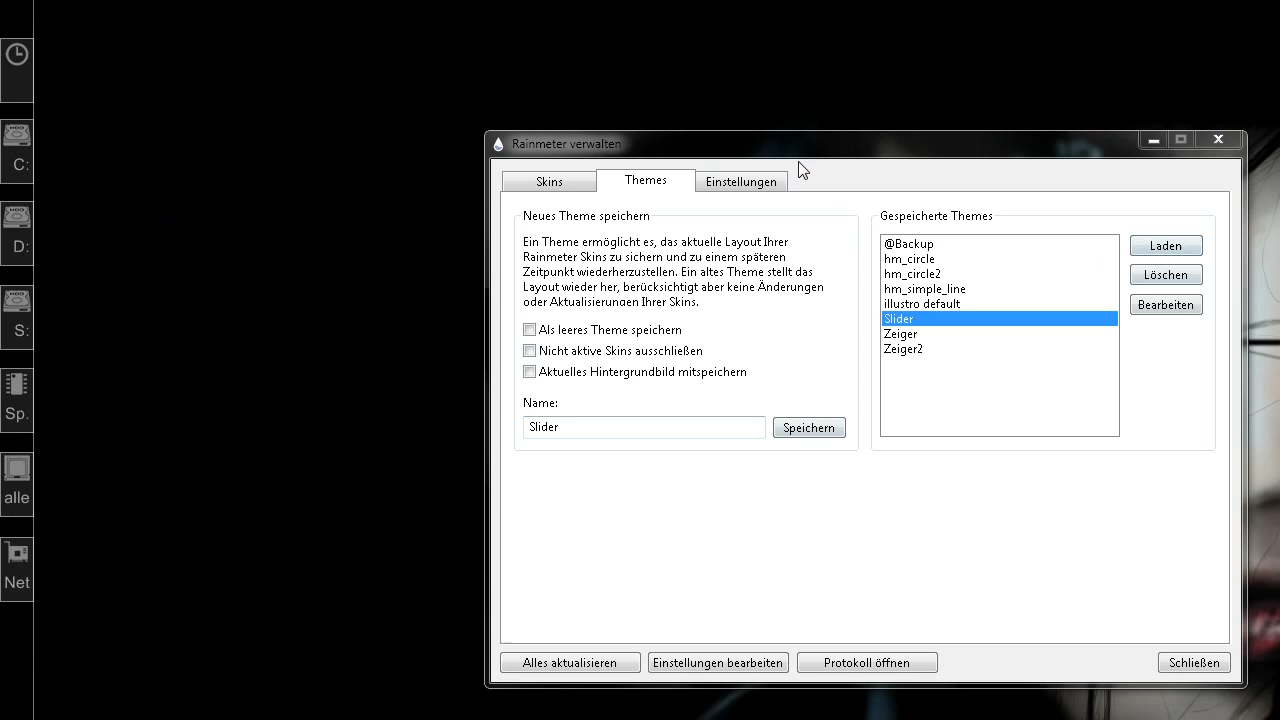 C:
D:
S:
Sp.
alle
Net
Rainmeter verwalten
Skins
Themes
Einstellungen
Neues Theme speichern
Ein Theme ermöglicht es, das aktuelle Layout Ihrer
Rainmeter Skins zu sichern und zu einem späteren
Zeitpunkt wiederherzustellen. Ein altes Theme stellt das
Layout wieder her, berücksichtigt aber keine Änderungen
oder Aktualisierungen Ihrer Skins.
Als leeres Theme speichern
Nicht aktive Skins ausschließen
Aktuelles Hintergrundbild mitspeichern
Name:
Slider
Speichern
Gespeicherte Themes
@Backup
hm_circle
hm_circle2
hm_simple_line
illustro default
Slider
Zeiger
Zeiger2
Laden
Löschen
Bearbeiten
Alles aktualisieren
Einstellungen bearbeiten
Protokoll öffnen
Schließen